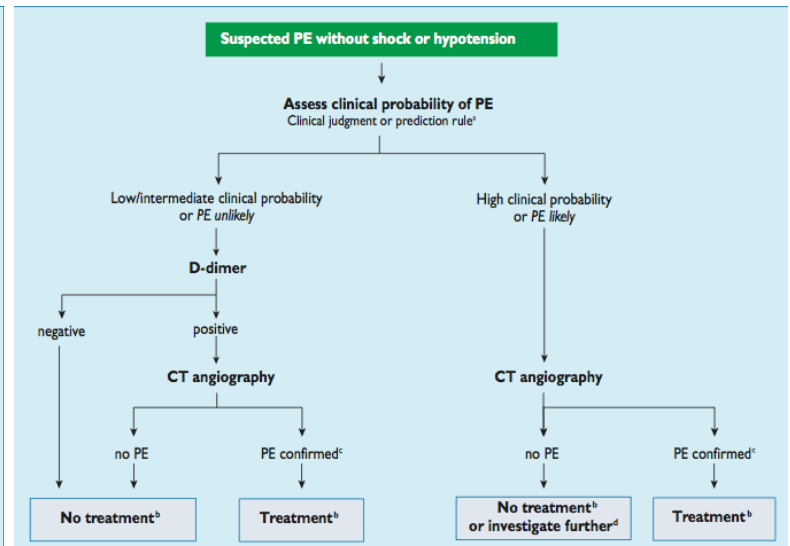 Suspected PE without shock or hypotension
Assess clinical probability of PE
Clinical judgment or prediction ruleᵃ
Low/intermediate clinical probability
or PE unlikely
High clinical probability
or PE likely
D-dimer
negative
positive
CT angiography
CT angiography
no PE
PE confirmedᶜ
no PE
PE confirmedᶜ
No treatmentᵇ
Treatmentᵇ
No treatmentᵇ
or investigate furtherᵈ
Treatmentᵇ